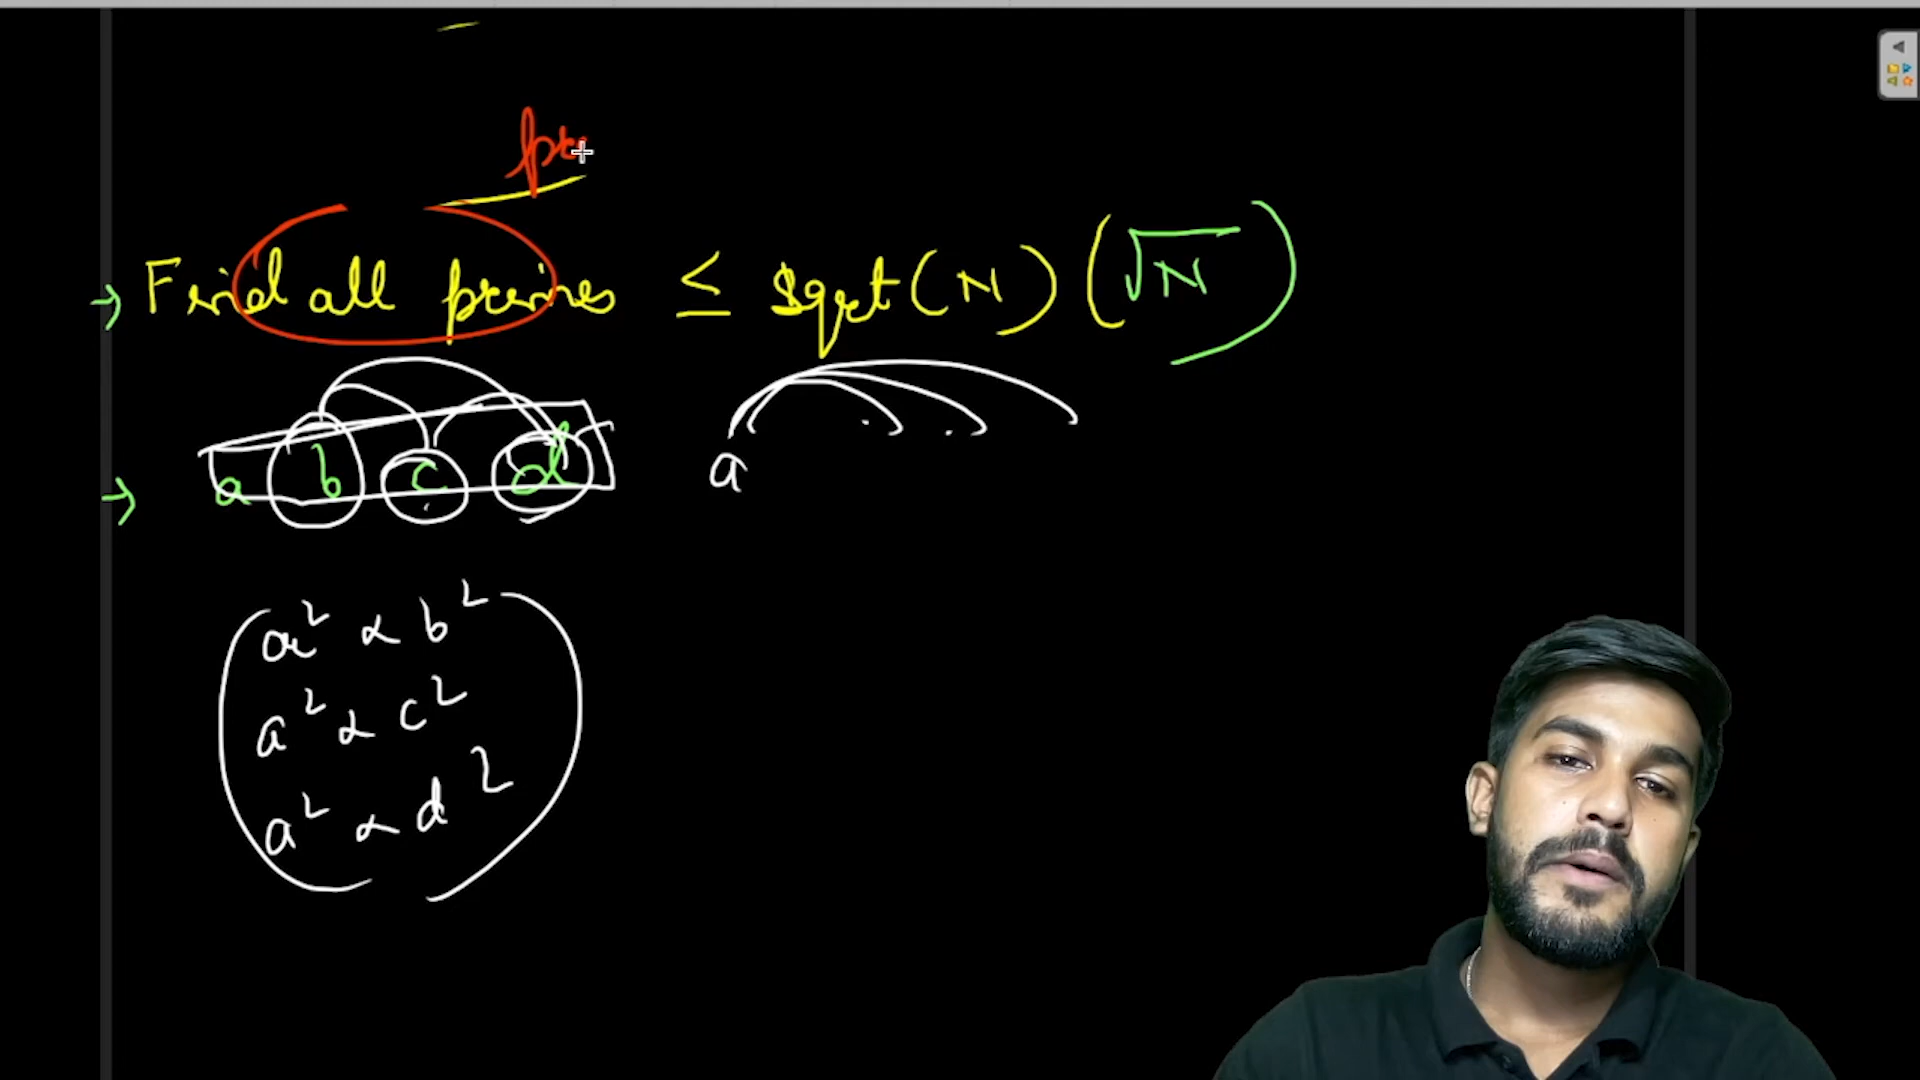 pr
→ Find all primes ≤ sqrt(N) (√N)
→ a b c d a
a² α b²
a² α c²
a² α d²